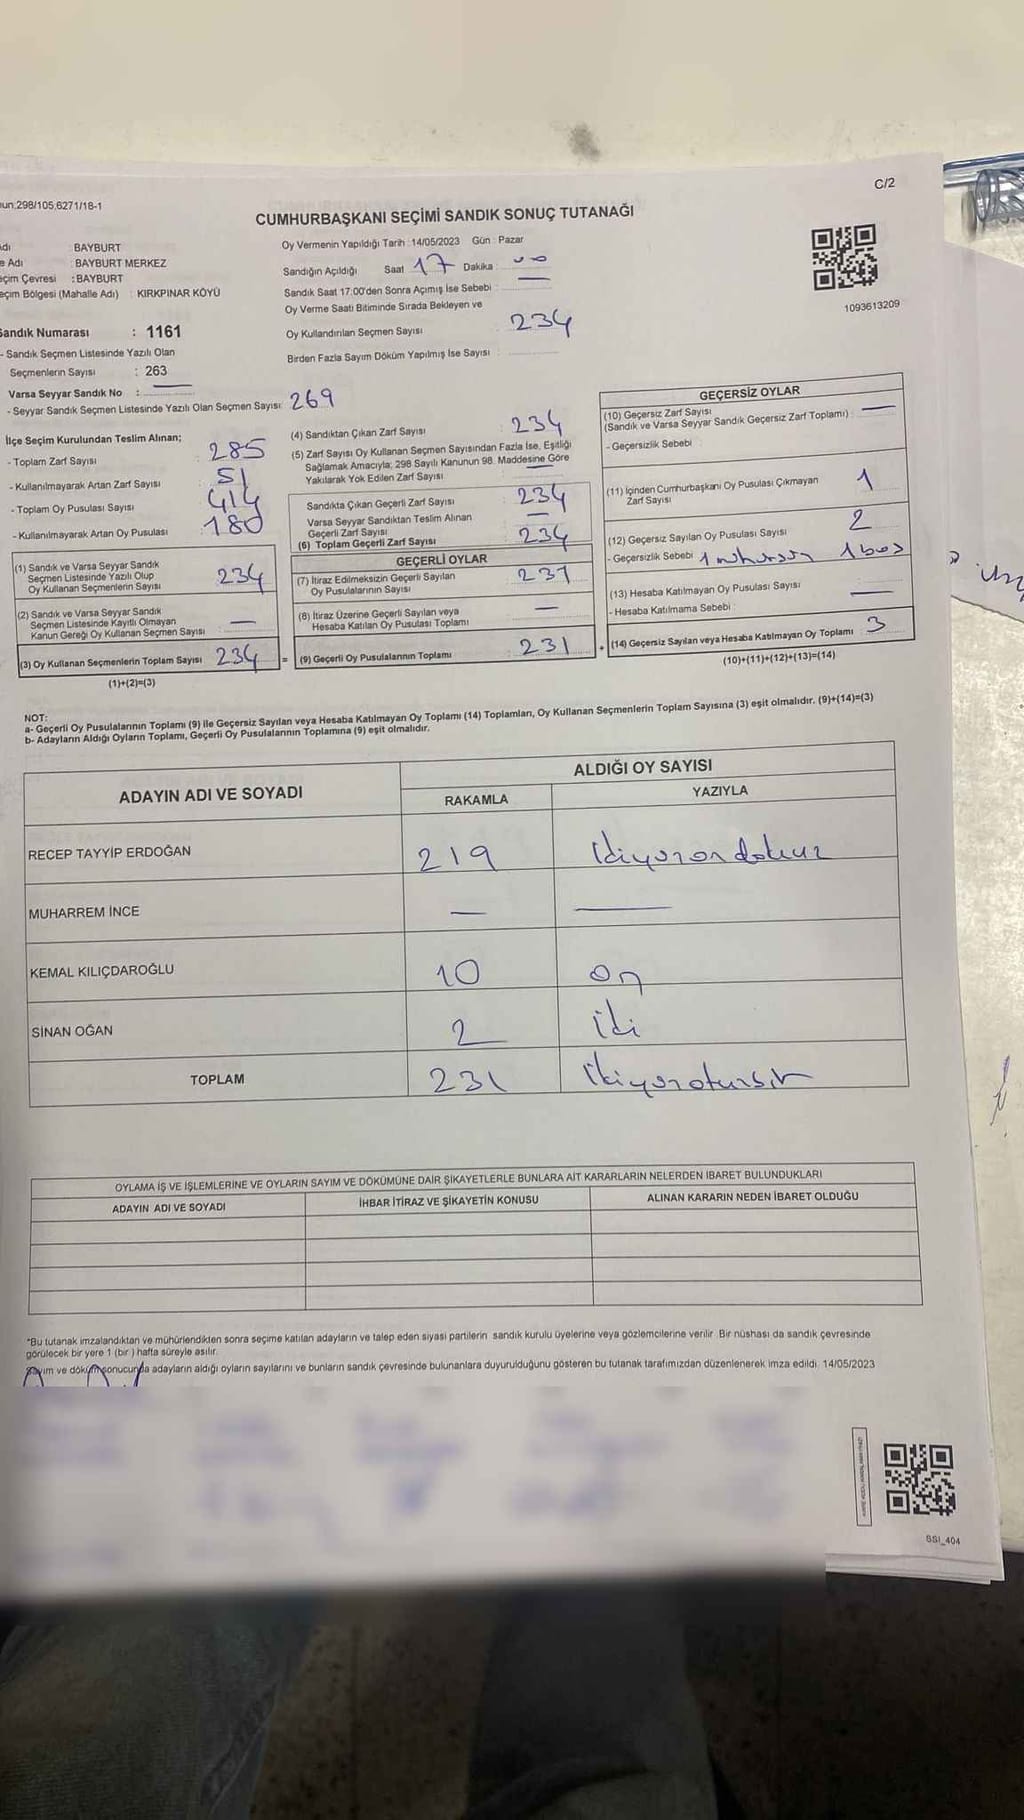 C/2
298/105,6271/18-1
CUMHURBAŞKANI SEÇİMİ SANDIK SONUÇ TUTANAĞI
: BAYBURT
Adı : BAYBURT MERKEZ
Çevresi : BAYBURT
Bölgesi (Mahalle Adı) : KIRKPINAR KÖYÜ
Sandık Numarası : 1161
- Sandık Seçmen Listesinde Yazılı Olan
Seçmenlerin Sayısı : 263
Varsa Seyyar Sandık No : —
- Seyyar Sandık Seçmen Listesinde Yazılı Olan Seçmen Sayısı: 269
Oy Vermenin Yapıldığı Tarih :14/05/2023 Gün : Pazar
Sandığın Açıldığı Saat 17 Dakika : 00
Sandık Saat 17:00'den Sonra Açımış İse Sebebi : —
Oy Verme Saati Bitiminde Sırada Bekleyen ve
Oy Kullandırılan Seçmen Sayısı 234
Birden Fazla Sayım Döküm Yapılmış İse Sayısı :
1093613209
İlçe Seçim Kurulundan Teslim Alınan;
- Toplam Zarf Sayısı : 285
- Kullanılmayarak Artan Zarf Sayısı : 51
- Toplam Oy Pusulası Sayısı : 414
- Kullanılmayarak Artan Oy Pusulası : 180
(1) Sandık ve Varsa Seyyar Sandık
Seçmen Listesinde Yazılı Olup
Oy Kullanan Seçmenlerin Sayısı 234
(2) Sandık ve Varsa Seyyar Sandık
Seçmen Listesinde Kayıtlı Olmayan
Kanun Gereği Oy Kullanan Seçmen Sayısı —
(3) Oy Kullanan Seçmenlerin Toplam Sayısı 234 =
(1)+(2)=(3)
(4) Sandıktan Çıkan Zarf Sayısı 234
(5) Zarf Sayısı Oy Kullanan Seçmen Sayısından Fazla İse, Eşitliği
Sağlamak Amacıyla; 298 Sayılı Kanunun 98. Maddesine Göre
Yakılarak Yok Edilen Zarf Sayısı —
Sandıkta Çıkan Geçerli Zarf Sayısı 234
Varsa Seyyar Sandıktan Teslim Alınan
Geçerli Zarf Sayısı —
(6) Toplam Geçerli Zarf Sayısı 234
GEÇERLİ OYLAR
(7) İtiraz Edilmeksizin Geçerli Sayılan
Oy Pusulalarının Sayısı 231
(8) İtiraz Üzerine Geçerli Sayılan veya
Hesaba Katılan Oy Pusulası Toplamı —
(9) Geçerli Oy Pusulalarının Toplamı 231 +
GEÇERSİZ OYLAR
(10) Geçersiz Zarf Sayısı
(Sandık ve Varsa Seyyar Sandık Geçersiz Zarf Toplamı) : —
- Geçersizlik Sebebi :
(11) İçinden Cumhurbaşkanı Oy Pusulası Çıkmayan
Zarf Sayısı 1
(12) Geçersiz Sayılan Oy Pusulası Sayısı 2
- Geçersizlik Sebebi 1 1 boş
(13) Hesaba Katılmayan Oy Pusulası Sayısı —
- Hesaba Katılmama Sebebi :
(14) Geçersiz Sayılan veya Hesaba Katılmayan Oy Toplamı 3
(10)+(11)+(12)+(13)=(14)
NOT:
a- Geçerli Oy Pusulalarının Toplamı (9) ile Geçersiz Sayılan veya Hesaba Katılmayan Oy Toplamı (14) Toplamları, Oy Kullanan Seçmenlerin Toplam Sayısına (3) eşit olmalıdır. (9)+(14)=(3)
b- Adayların Aldığı Oyların Toplamı, Geçerli Oy Pusulalarının Toplamına (9) eşit olmalıdır.
ADAYIN ADI VE SOYADI
ALDIĞI OY SAYISI
RAKAMLA YAZIYLA
RECEP TAYYİP ERDOĞAN 219 İkiyüzondokuz
MUHARREM İNCE — —
KEMAL KILIÇDAROĞLU 10 On
SİNAN OĞAN 2 iki
TOPLAM 231 İkiyüzotuzbir
OYLAMA İŞ VE İŞLEMLERİNE VE OYLARIN SAYIM VE DÖKÜMÜNE DAİR ŞİKAYETLERLE BUNLARA AİT KARARLARIN NELERDEN İBARET BULUNDUKLARI
ADAYIN ADI VE SOYADI İHBAR İTİRAZ VE ŞİKAYETİN KONUSU ALINAN KARARIN NEDEN İBARET OLDUĞU
*Bu tutanak imzalandıktan ve mühürlendikten sonra seçime katılan adayların ve talep eden siyasi partilerin sandık kurulu üyelerine veya gözlemcilerine verilir. Bir nüshası da sandık çevresinde
görülecek bir yere 1 (bir ) hafta süreyle asılır.
Sayım ve döküm sonucunda adayların aldığı oyların sayılarını ve bunların sandık çevresinde bulunanlara duyurulduğunu gösteren bu tutanak tarafımızdan düzenlenerek imza edildi. 14/05/2023
SSI_404